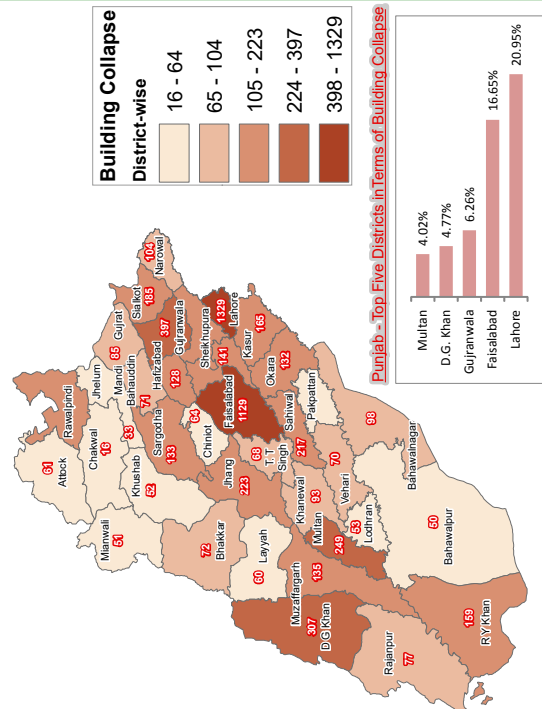 Building Collapse
District-wise
16 - 64
65 - 104
105 - 223
224 - 397
398 - 1329
Rawalpindi
61
Attock
Chakwal
16
Jhelum
33
Gujrat
85
Mandi
Bahauddin
71
Sialkot
185
104
Narowal
397
Gujranwala
Hafizabad
128
Sheikhupura
141
1329
Lahore
Kasur
165
Mianwali
51
Khushab
52
Sargodha
133
64
Chiniot
Faisalabad
1129
Okara
132
72
Bhakkar
Jhang
223
68
T. T
Singh
Sahiwal
217
Pakpattan
60
Layyah
Khanewal
93
Vehari
70
98
Bahawalnagar
Muzaffargarh
135
Multan
249
53
Lodhran
307
D G Khan
50
Bahawalpur
Rajanpur
77
159
R Y Khan
Punjab - Top Five Districts in Terms of Building Collapse
Multan 4.02%
D.G. Khan 4.77%
Gujranwala 6.26%
Faisalabad 16.65%
Lahore 20.95%